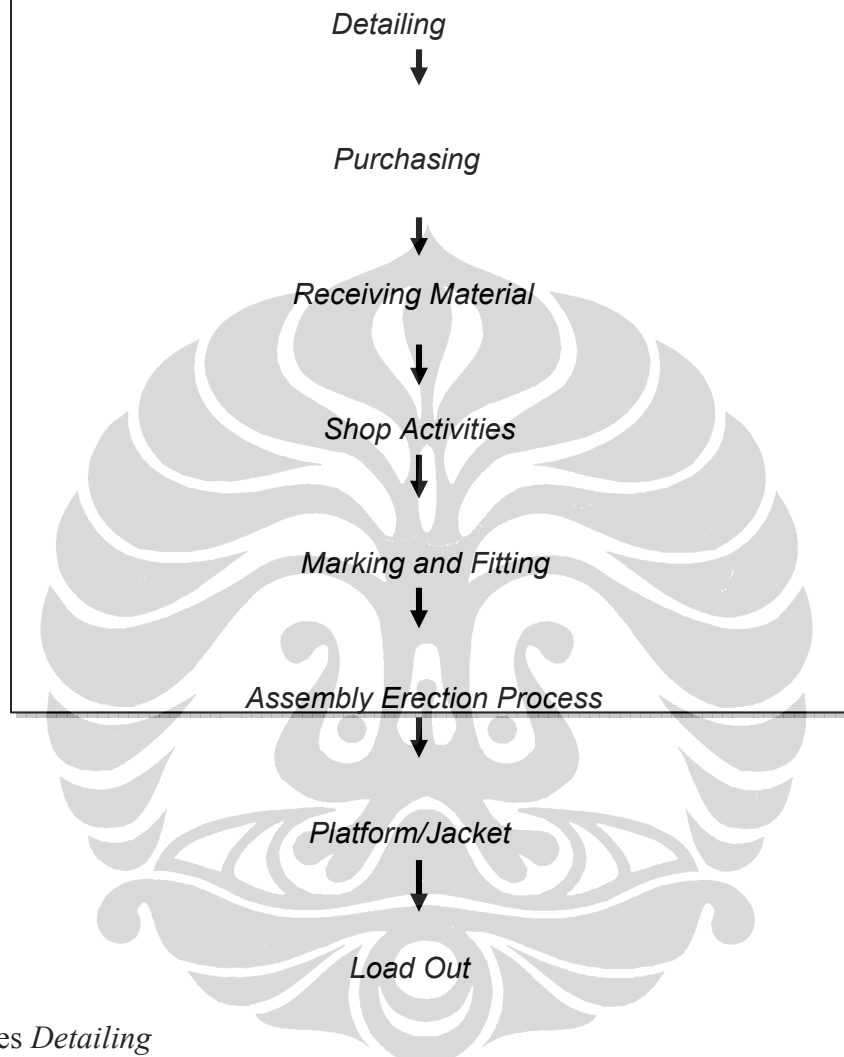 Detailing
Purchasing
Receiving Material
Shop Activities
Marking and Fitting
Assembly Erection Process
Platform/Jacket
Load Out
es Detailing